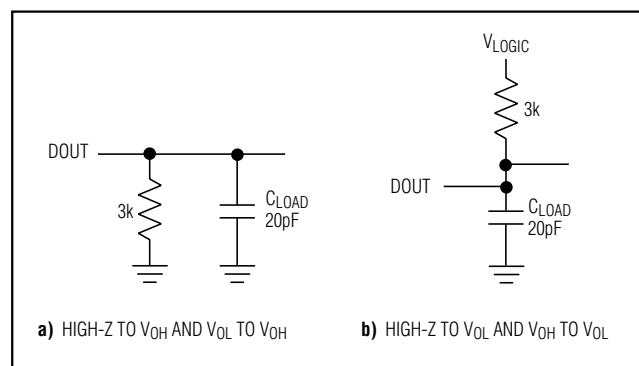 DOUT
3k
CLOAD
20pF
a) HIGH-Z TO VOH AND VOL TO VOH
VLOGIC
3k
DOUT
CLOAD
20pF
b) HIGH-Z TO VOL AND VOH TO VOL